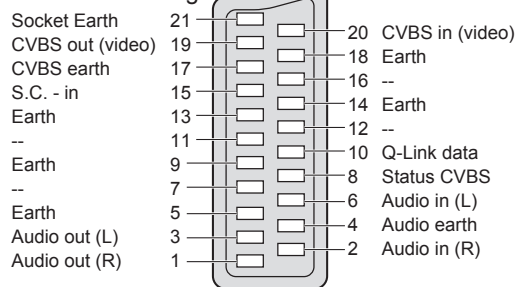 Socket Earth 21
CVBS out (video) 19
CVBS earth 17
S.C. - in 15
Earth 13
-- 11
Earth 9
-- 7
Earth 5
Audio out (L) 3
Audio out (R) 1
20 CVBS in (video)
18 Earth
16 --
14 Earth
12 --
10 Q-Link data
8 Status CVBS
6 Audio in (L)
4 Audio earth
2 Audio in (R)